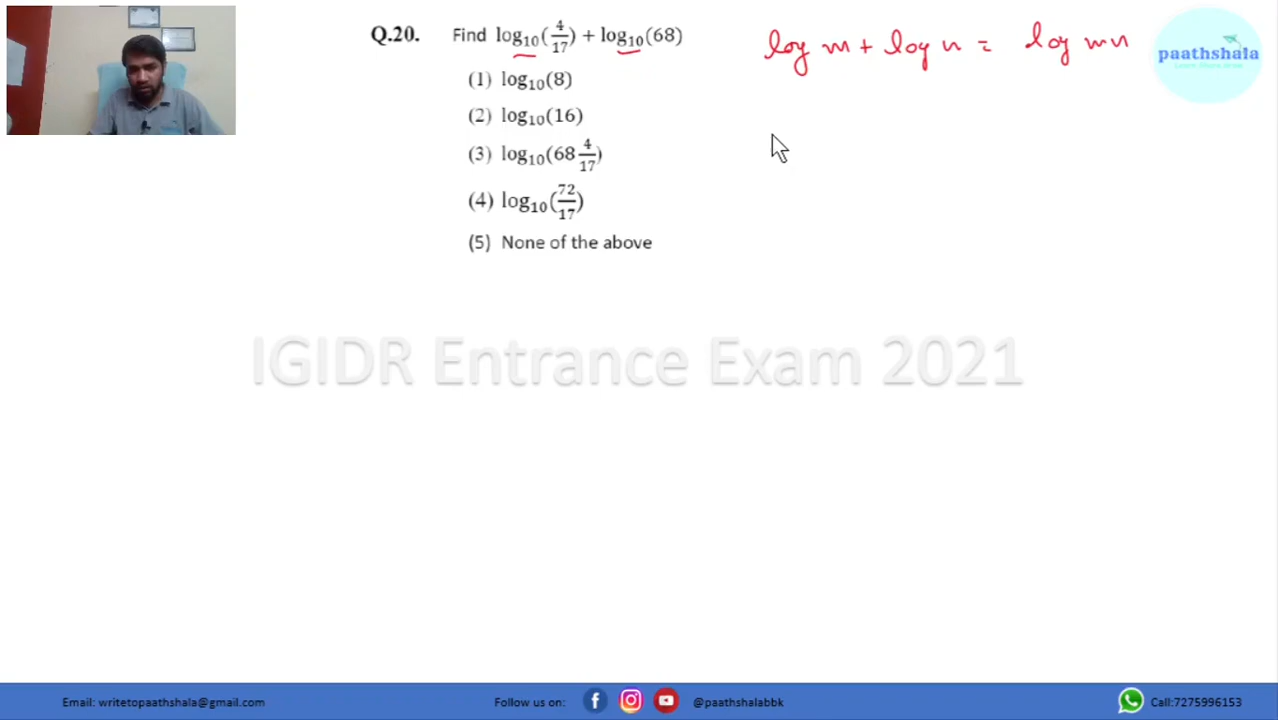 Q.20. Find log₁₀(4/17) + log₁₀(68)
log m + log n = log mn
paathshala
(1) log₁₀(8)
(2) log₁₀(16)
(3) log₁₀(68 4/17)
(4) log₁₀(72/17)
(5) None of the above
IGIDR Entrance Exam 2021
Email: writetopaathshala@gmail.com
Follow us on:
@paathshalabbk
Call:7275996153